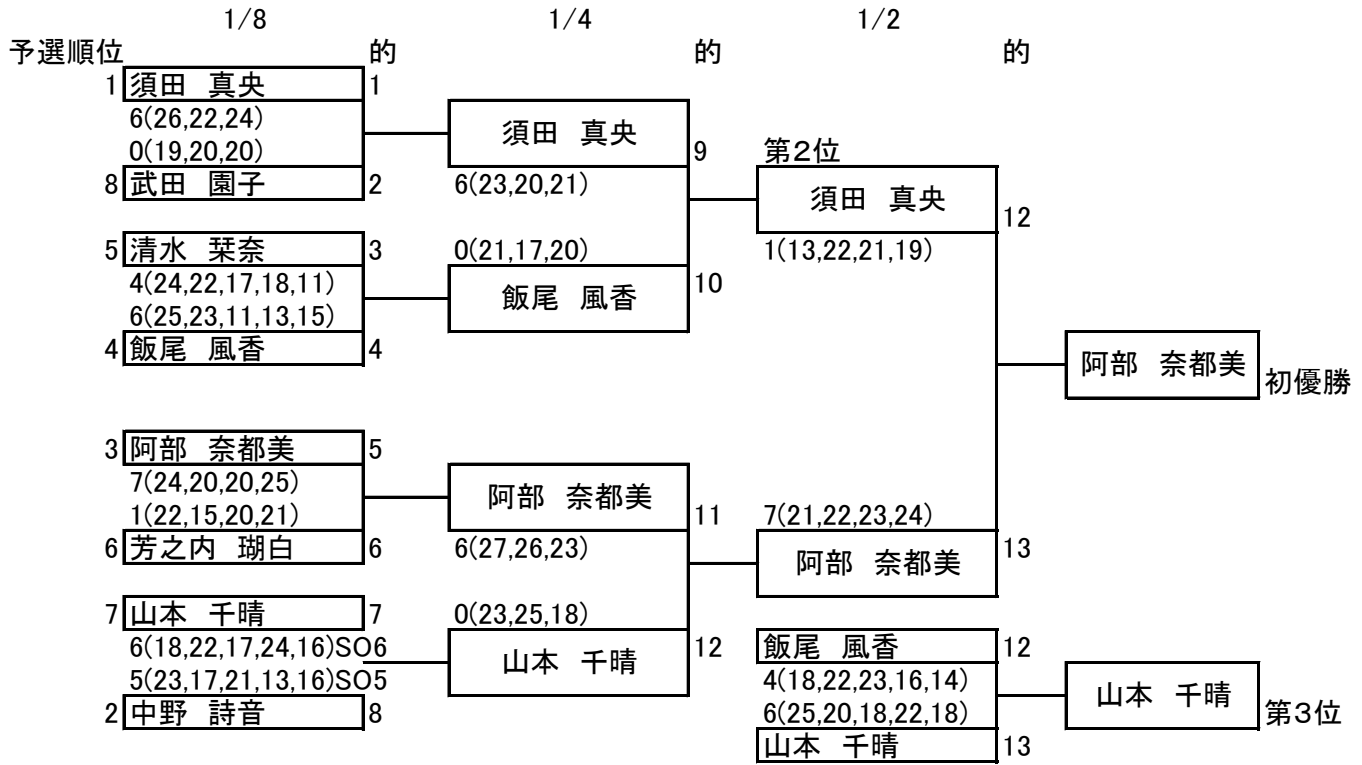 1/8 1/4 1/2
予選順位 的 的 的
1 須田 真央 1
6(26,22,24)
0(19,20,20)
8 武田 園子 2
須田 真央 9
6(23,20,21)
5 清水 栞奈 3
4(24,22,17,18,11)
6(25,23,11,13,15)
4 飯尾 風香 4
0(21,17,20)
飯尾 風香 10
第2位
須田 真央 12
1(13,22,21,19)
3 阿部 奈都美 5
7(24,20,20,25)
1(22,15,20,21)
6 芳之内 瑚白 6
阿部 奈都美 11
6(27,26,23)
7 山本 千晴 7
6(18,22,17,24,16)SO6
5(23,17,21,13,16)SO5
2 中野 詩音 8
0(23,25,18)
山本 千晴 12
7(21,22,23,24)
阿部 奈都美 13
阿部 奈都美 初優勝
飯尾 風香 12
4(18,22,23,16,14)
6(25,20,18,22,18)
山本 千晴 13
山本 千晴 第3位